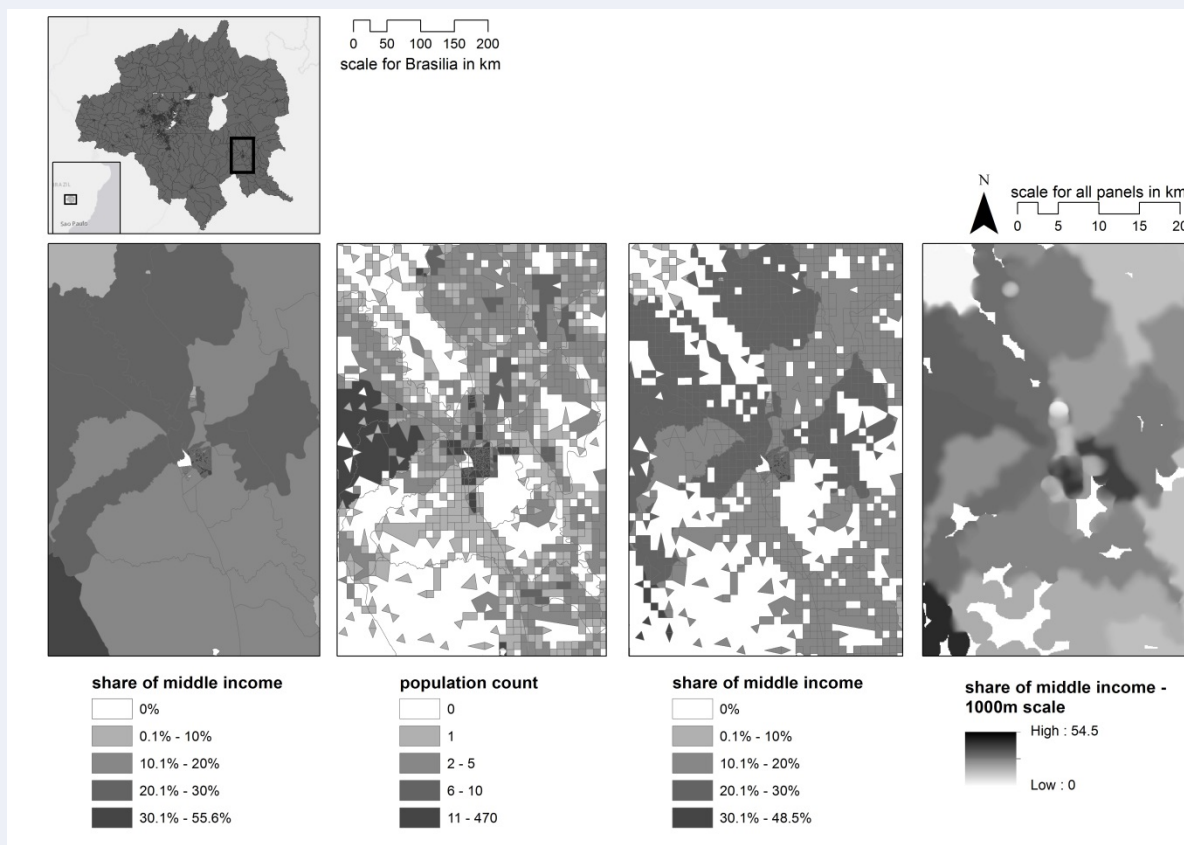 0 50 100 150 200
scale for Brasilia in km
BRAZIL
Sao Paulo
N
scale for all panels in km
0 5 10 15 20
share of middle income
0%
0.1% - 10%
10.1% - 20%
20.1% - 30%
30.1% - 55.6%
population count
0
1
2 - 5
6 - 10
11 - 470
share of middle income
0%
0.1% - 10%
10.1% - 20%
20.1% - 30%
30.1% - 48.5%
share of middle income -
1000m scale
High : 54.5
Low : 0